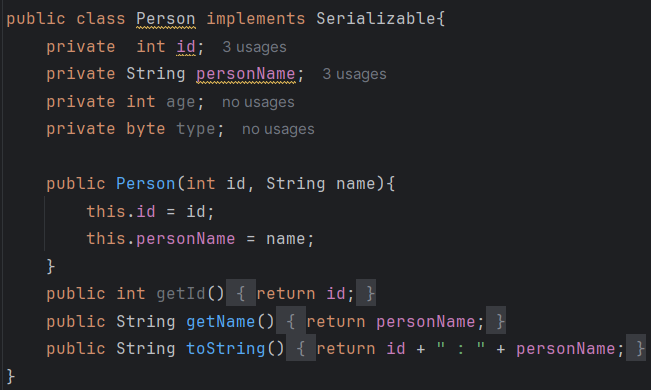 public class Person implements Serializable{
private  int id;  3 usages
private String personName;  3 usages
private int age;  no usages
private byte type;  no usages
public Person(int id, String name){
this.id = id;
this.personName = name;
}
public int getId() { return id; }
public String getName() { return personName; }
public String toString() { return id + " : " + personName; }
}